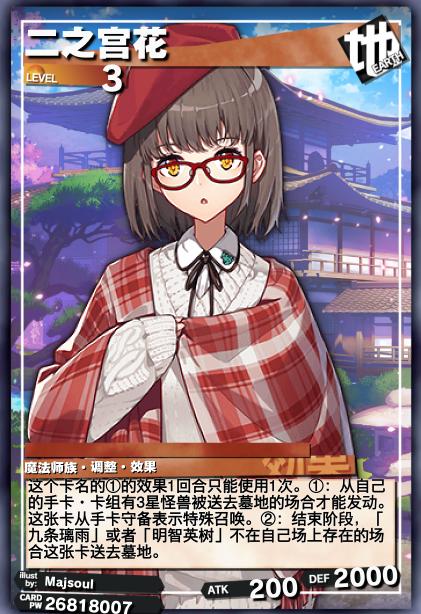 二之宫花
地
EARTH
LEVEL
3
魔法师族・调整・效果
效果
这个卡名的①的效果1回合只能使用1次。①：从自己
的手卡・卡组有3星怪兽被送去墓地的场合才能发动。
这张卡从手卡守备表示特殊召唤。②：结束阶段，「
九条璃雨」或者「明智英树」不在自己场上存在的场
合这张卡送去墓地。
illust by: Majsoul
ATK 200 DEF 2000
CARD PW 26818007